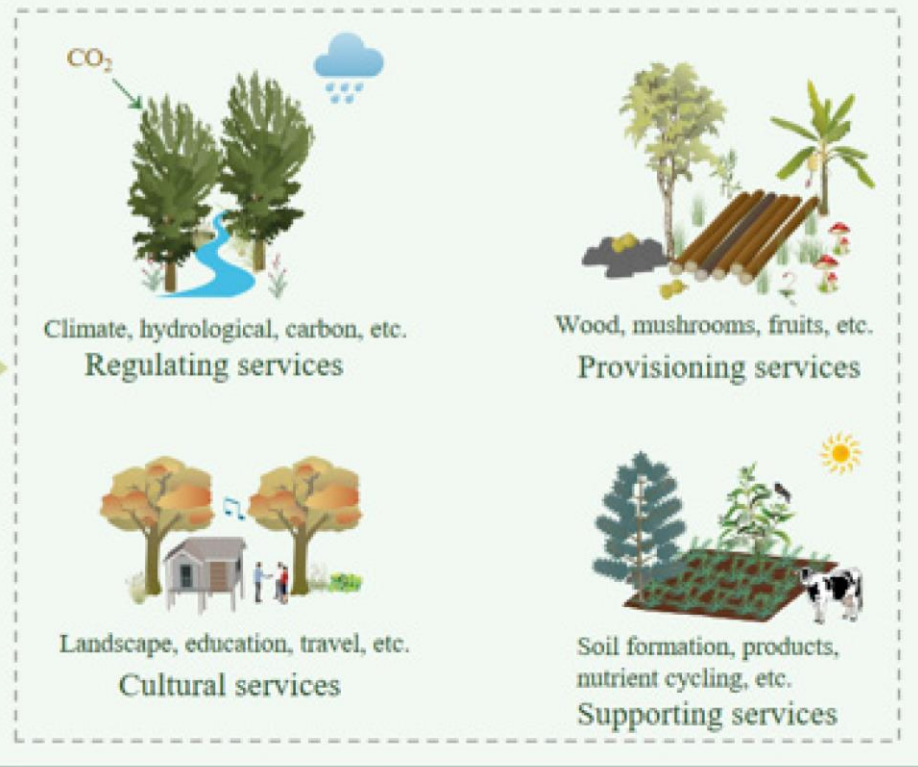 CO₂
Climate, hydrological, carbon, etc.
Regulating services
Wood, mushrooms, fruits, etc.
Provisioning services
Landscape, education, travel, etc.
Cultural services
Soil formation, products,
nutrient cycling, etc.
Supporting services